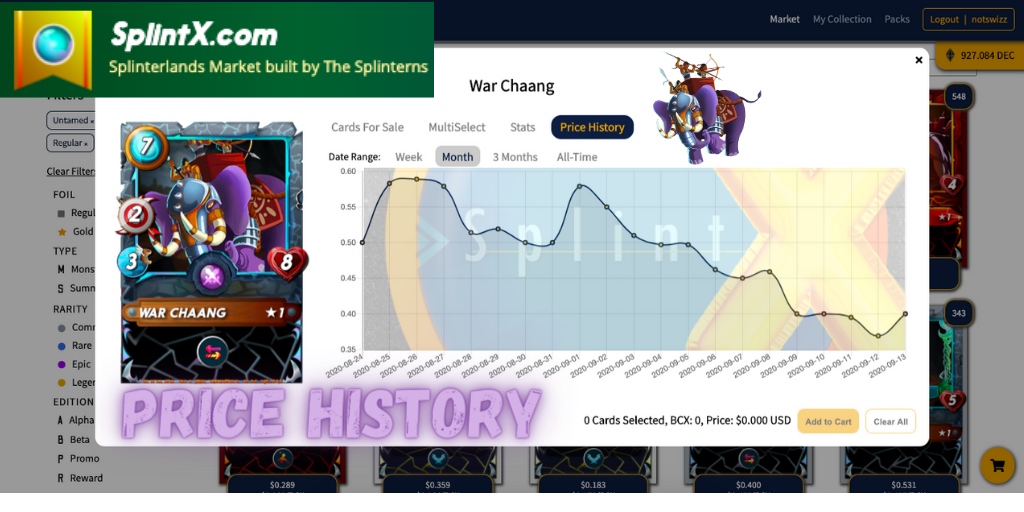 SplintX.com
Splinterlands Market built by The Splinterns
Market
My Collection
Packs
Logout | notswizz
927.084 DEC
Untamed ×
Regular ×
Clear Filters
FOIL
Regul
Gold
TYPE
M Mons
S Summ
RARITY
Comm
Rare
Epic
Legen
EDITION
A Alpha
B Beta
P Promo
R Reward
War Chaang
×
Cards For Sale
MultiSelect
Stats
Price History
Date Range:
Week
Month
3 Months
All-Time
7
2
3
8
WAR CHAANG
★1
0.60
0.55
0.50
0.45
0.40
0.35
Splint
2020-08-24
2020-08-25
2020-08-26
2020-08-27
2020-08-28
2020-08-29
2020-08-30
2020-08-31
2020-09-01
2020-09-02
2020-09-03
2020-09-04
2020-09-05
2020-09-06
2020-09-07
2020-09-08
2020-09-09
2020-09-10
2020-09-11
2020-09-12
2020-09-13
PRICE HISTORY
0 Cards Selected, BCX: 0, Price: $0.000 USD
Add to Cart
Clear All
548
4
★1
343
5
★1
$0.289
$0.359
$0.183
$0.400
$0.531